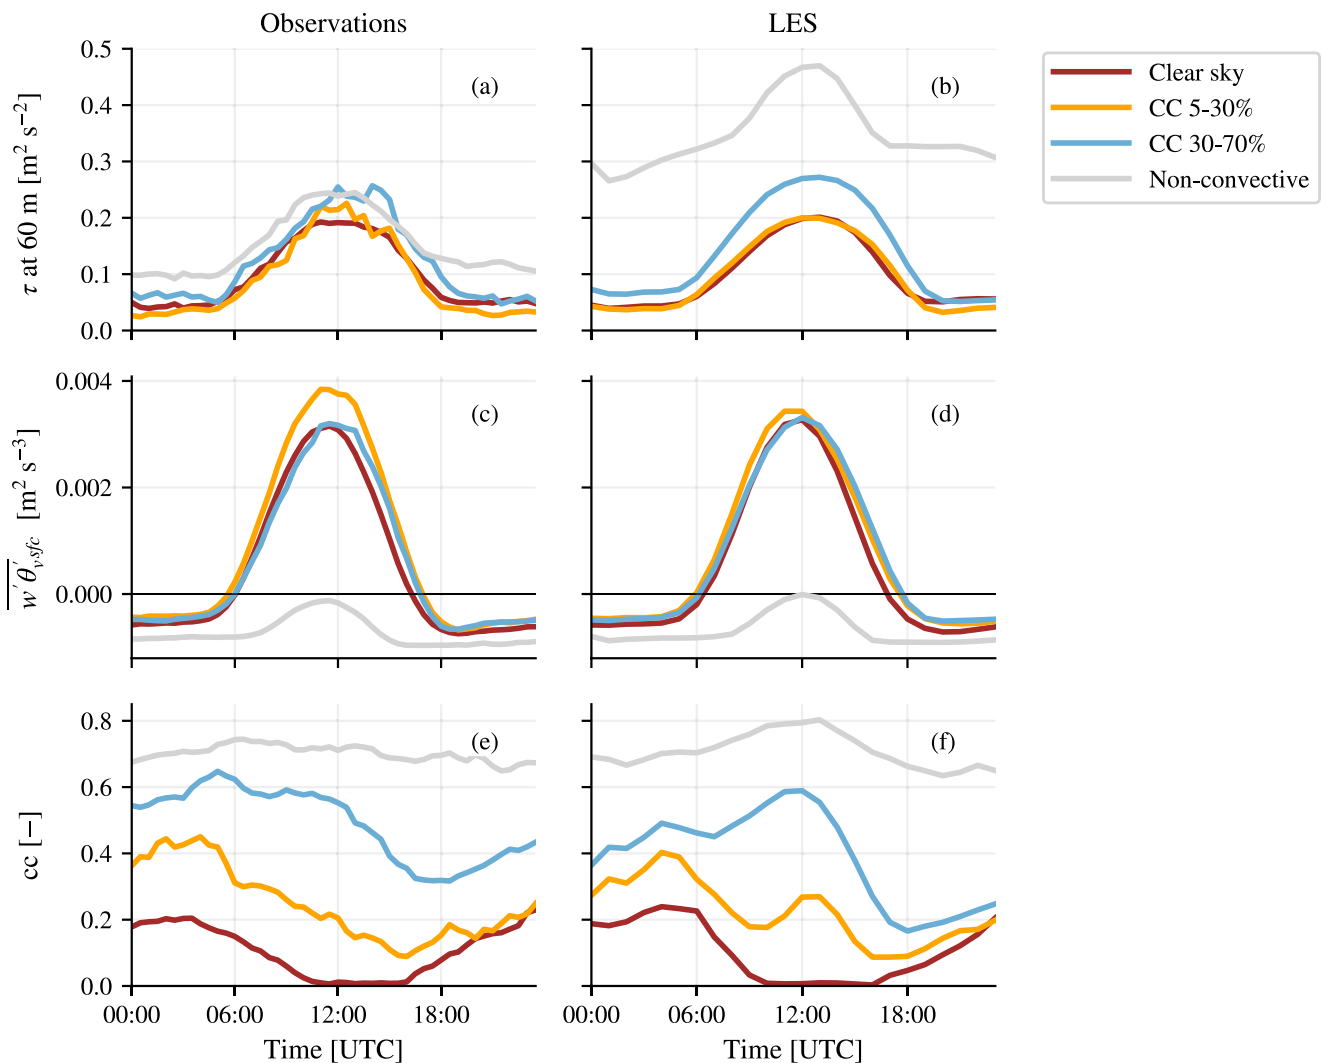 Observations
LES
0.5
0.4
0.3
0.2
0.1
0.0
τ at 60 m [m² s⁻²]
(a)
(b)
Clear sky
CC 5-30%
CC 30-70%
Non-convective
0.004
0.002
0.000
w′θ′v,sfc [m² s⁻³]
(c)
(d)
0.8
0.6
0.4
0.2
0.0
cc [−]
(e)
(f)
00:00 06:00 12:00 18:00
00:00 06:00 12:00 18:00
Time [UTC]
Time [UTC]